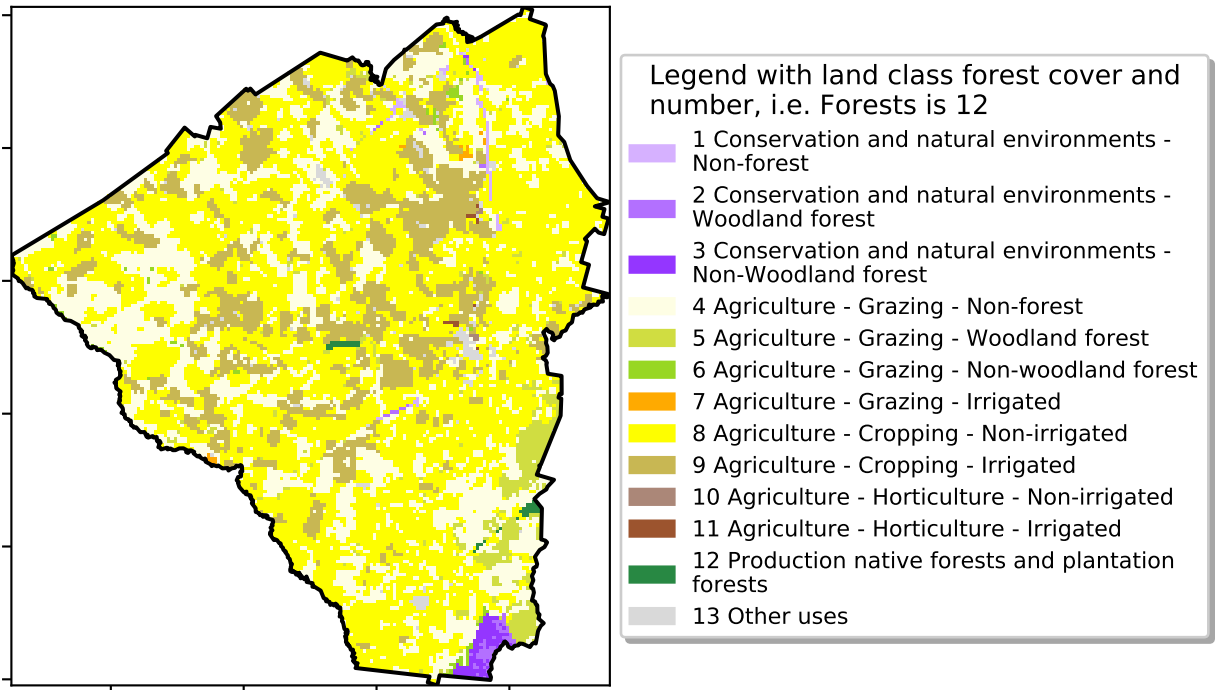 Legend with land class forest cover and
number, i.e. Forests is 12
1 Conservation and natural environments -
Non-forest
2 Conservation and natural environments -
Woodland forest
3 Conservation and natural environments -
Non-Woodland forest
4 Agriculture - Grazing - Non-forest
5 Agriculture - Grazing - Woodland forest
6 Agriculture - Grazing - Non-woodland forest
7 Agriculture - Grazing - Irrigated
8 Agriculture - Cropping - Non-irrigated
9 Agriculture - Cropping - Irrigated
10 Agriculture - Horticulture - Non-irrigated
11 Agriculture - Horticulture - Irrigated
12 Production native forests and plantation
forests
13 Other uses